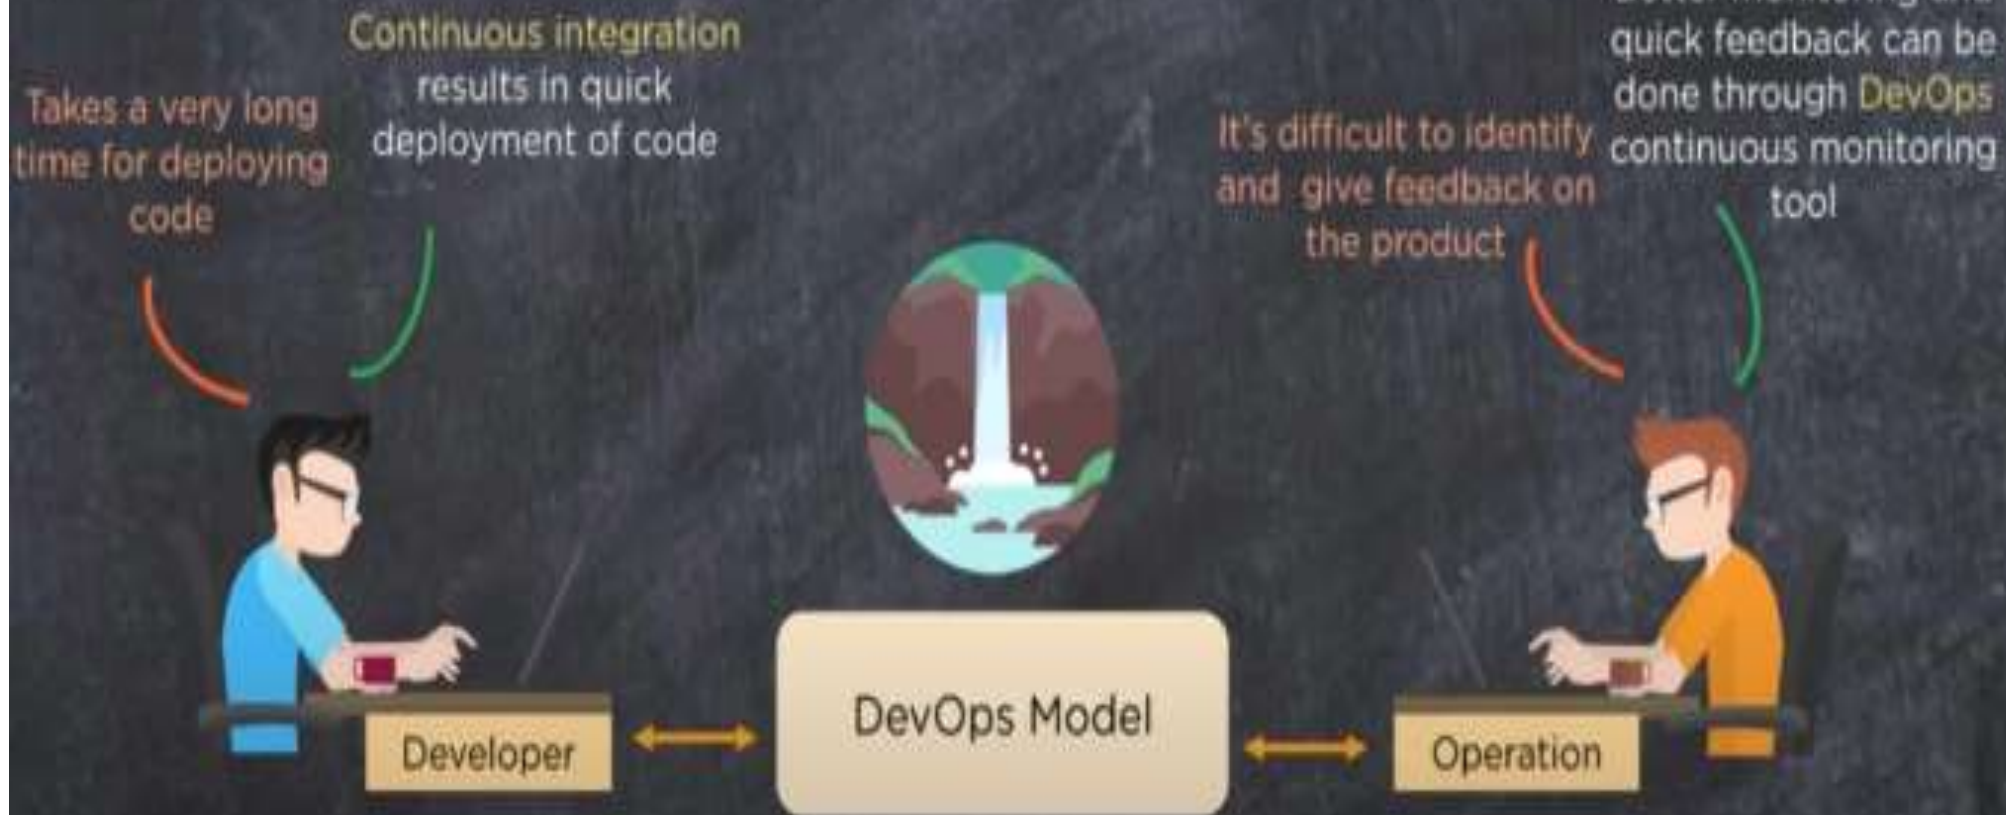 Takes a very long
time for deploying
code
Continuous integration
results in quick
deployment of code
It's difficult to identify
and give feedback on
the product
quick feedback can be
done through DevOps
continuous monitoring
tool
Developer
DevOps Model
Operation